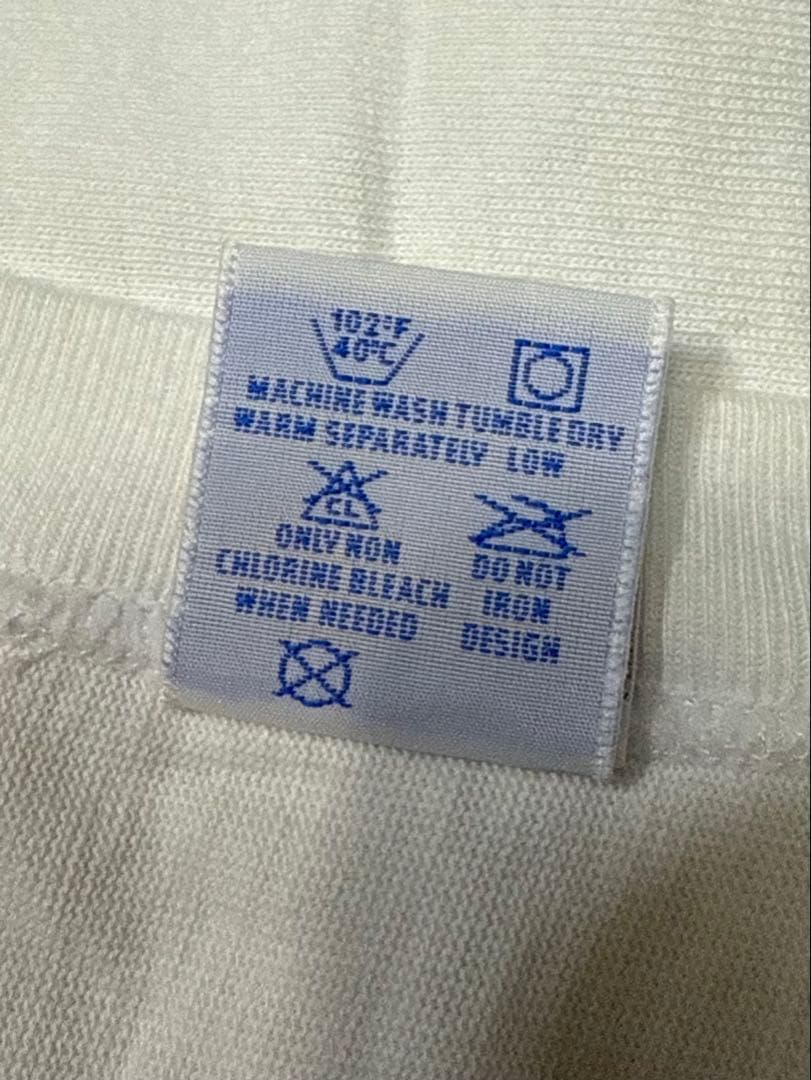 102°F
40°C
MACHINE WASH
WARM SEPARATELY
TUMBLE DRY
LOW
CL
ONLY NON
CHLORINE BLEACH
WHEN NEEDED
DO NOT
IRON
DESIGN